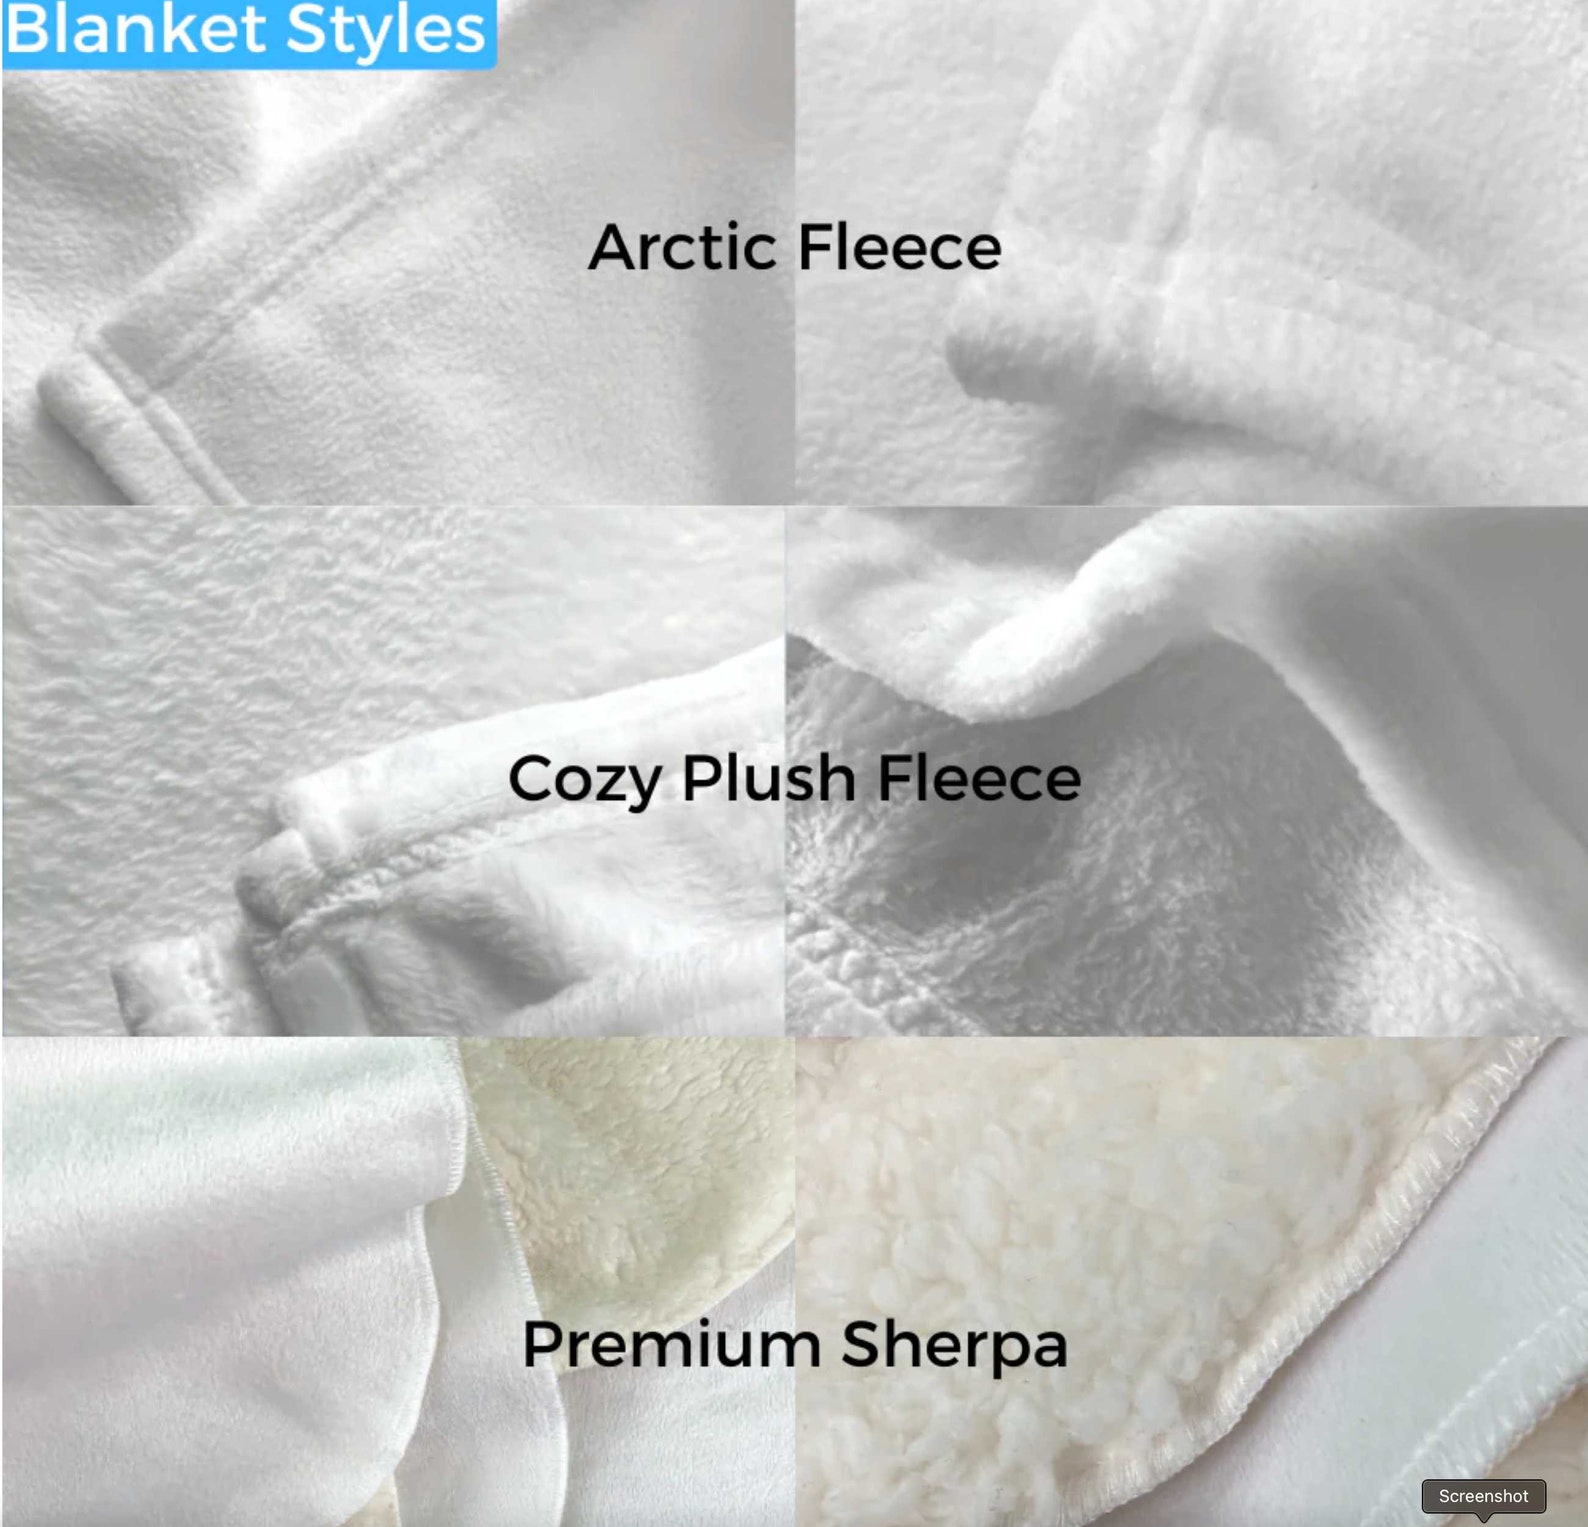 Blanket Styles
Arctic Fleece
Cozy Plush Fleece
Premium Sherpa
Screenshot